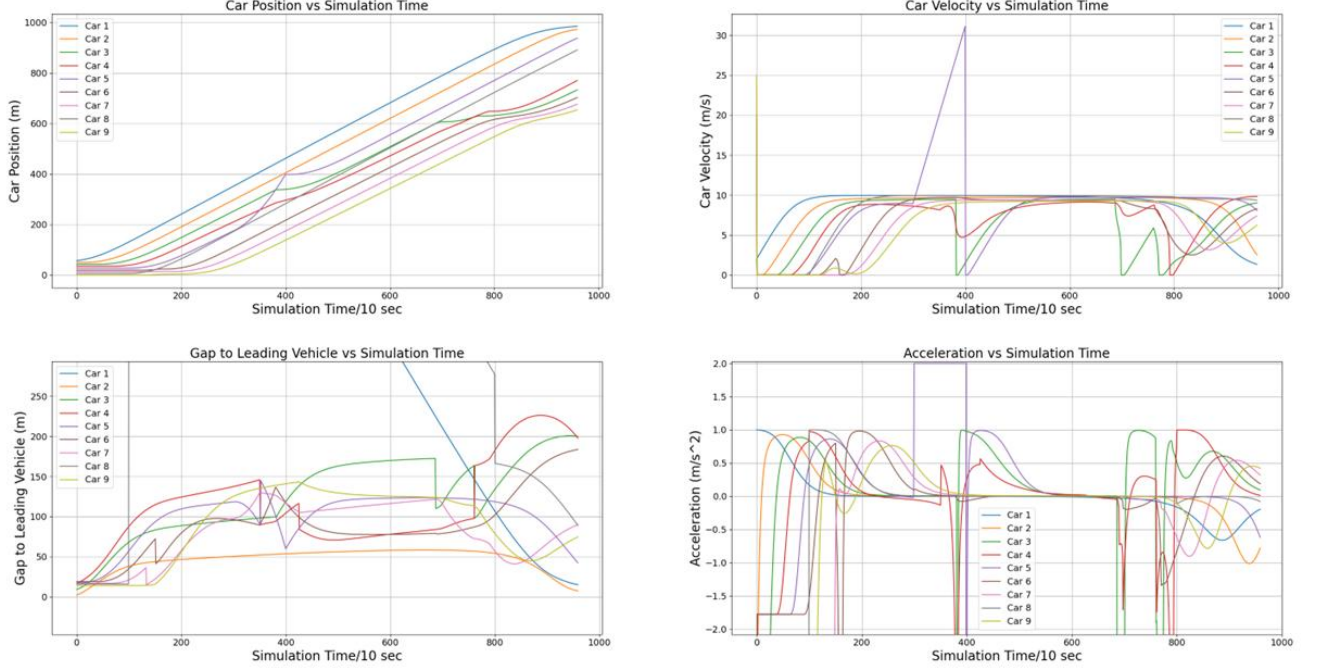 Car Position vs Simulation Time
Car Position (m)
1000
800
600
400
200
0
Car 1
Car 2
Car 3
Car 4
Car 5
Car 6
Car 7
Car 8
Car 9
0 200 400 600 800 1000
Simulation Time/10 sec
Car Velocity vs Simulation Time
Car Velocity (m/s)
30
25
20
15
10
5
0
Car 1
Car 2
Car 3
Car 4
Car 5
Car 6
Car 7
Car 8
Car 9
0 200 400 600 800 1000
Simulation Time/10 sec
Gap to Leading Vehicle vs Simulation Time
Gap to Leading Vehicle (m)
250
200
150
100
50
0
Car 1
Car 2
Car 3
Car 4
Car 5
Car 6
Car 7
Car 8
Car 9
0 200 400 600 800 1000
Simulation Time/10 sec
Acceleration vs Simulation Time
Acceleration (m/s^2)
2.0
1.5
1.0
0.5
0.0
−0.5
−1.0
−1.5
−2.0
Car 1
Car 2
Car 3
Car 4
Car 5
Car 6
Car 7
Car 8
Car 9
0 200 400 600 800 1000
Simulation Time/10 sec